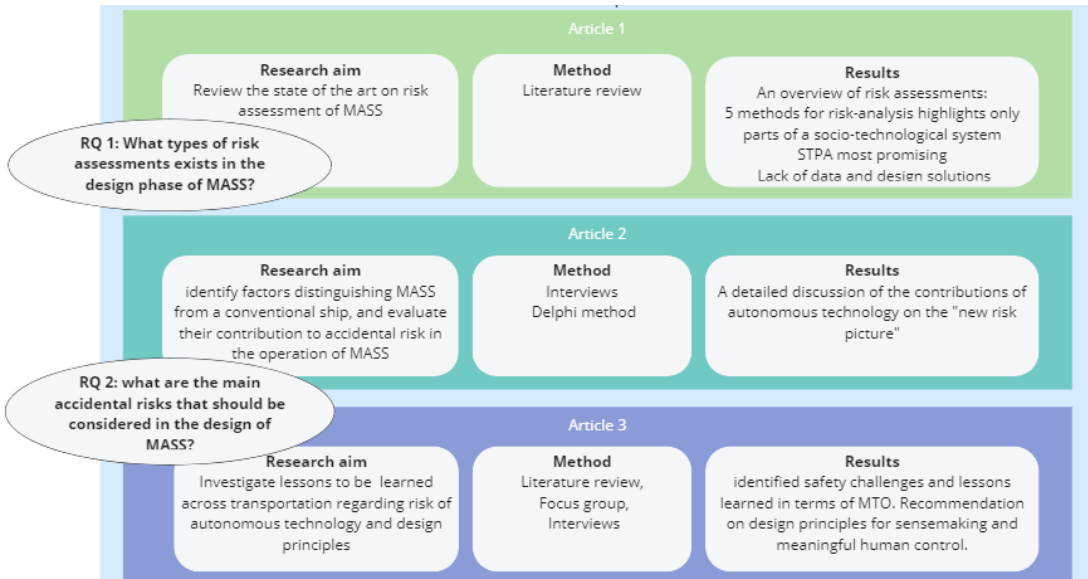 Article 1
Research aim
Review the state of the art on risk
assessment of MASS
Method
Literature review
Results
An overview of risk assessments:
5 methods for risk-analysis highlights only
parts of a socio-technological system
STPA most promising
Lack of data and design solutions
RQ 1: What types of risk
assessments exists in the
design phase of MASS?
Article 2
Research aim
identify factors distinguishing MASS
from a conventional ship, and evaluate
their contribution to accidental risk in
the operation of MASS
Method
Interviews
Delphi method
Results
A detailed discussion of the contributions of
autonomous technology on the "new risk
picture"
RQ 2: what are the main
accidental risks that should be
considered in the design of
MASS?
Article 3
Research aim
Investigate lessons to be learned
across transportation regarding risk of
autonomous technology and design
principles
Method
Literature review,
Focus group,
Interviews
Results
identified safety challenges and lessons
learned in terms of MTO. Recommendation
on design principles for sensemaking and
meaningful human control.